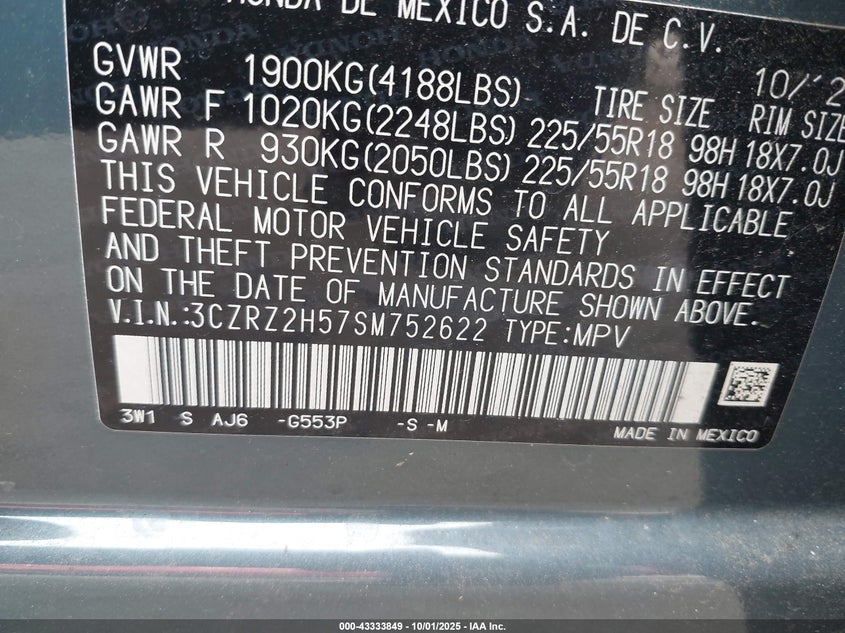 HONDA DE MEXICO S.A. DE C.V.
GVWR 1900KG(4188LBS) 10/2
GAWR F 1020KG(2248LBS) TIRE SIZE RIM SIZE
225/55R18 98H 18X7.0J
GAWR R 930KG(2050LBS) 225/55R18 98H 18X7.0J
THIS VEHICLE CONFORMS TO ALL APPLICABLE
FEDERAL MOTOR VEHICLE SAFETY
AND THEFT PREVENTION STANDARDS IN EFFECT
ON THE DATE OF MANUFACTURE SHOWN ABOVE.
V.I.N.:3CZRZ2H57SM752622 TYPE:MPV
3W1 S AJ6 -G553P -S -M
MADE IN MEXICO
000-43333849 - 10/01/2025 - IAA Inc.